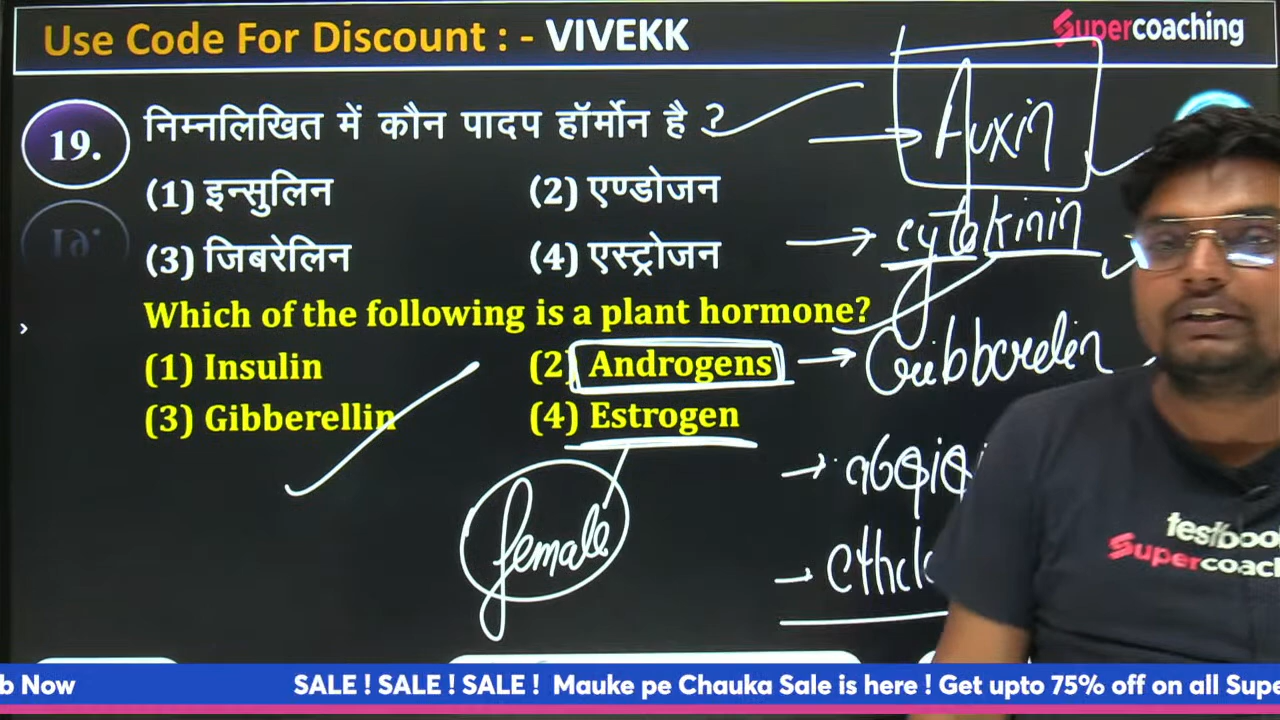 Use Code For Discount : - VIVEKK
Supercoaching
19.
निम्नलिखित में कौन पादप हॉर्मोन है ?
(1) इन्सुलिन
(2) एण्डोजन
(3) जिबरेलिन
(4) एस्ट्रोजन
Which of the following is a plant hormone?
(1) Insulin
(2) Androgens
(3) Gibberellin
(4) Estrogen
Auxin
cytokinin
Gibberelin
female
testboo
Supercoach
b Now
SALE ! SALE ! SALE ! Mauke pe Chauka Sale is here ! Get upto 75% off on all Supe